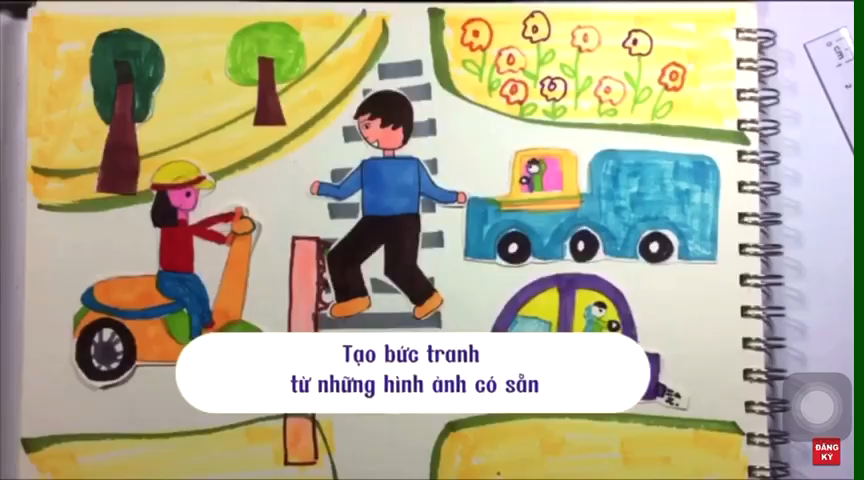 Tạo bức tranh
từ những hình ảnh có sẵn
ĐĂNG
KÝ